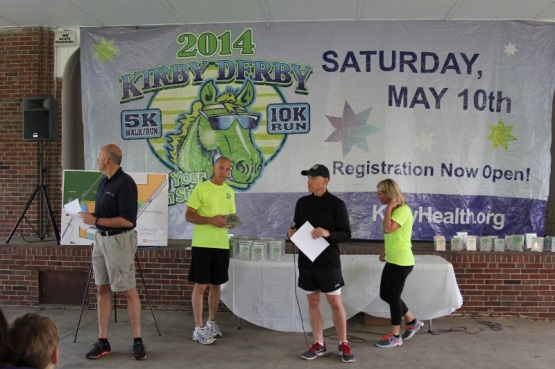 2014
KIRBY DERBY
5K
WALK/RUN
10K
RUN
SATURDAY,
MAY 10th
Registration Now Open!
KirbyHealth.org